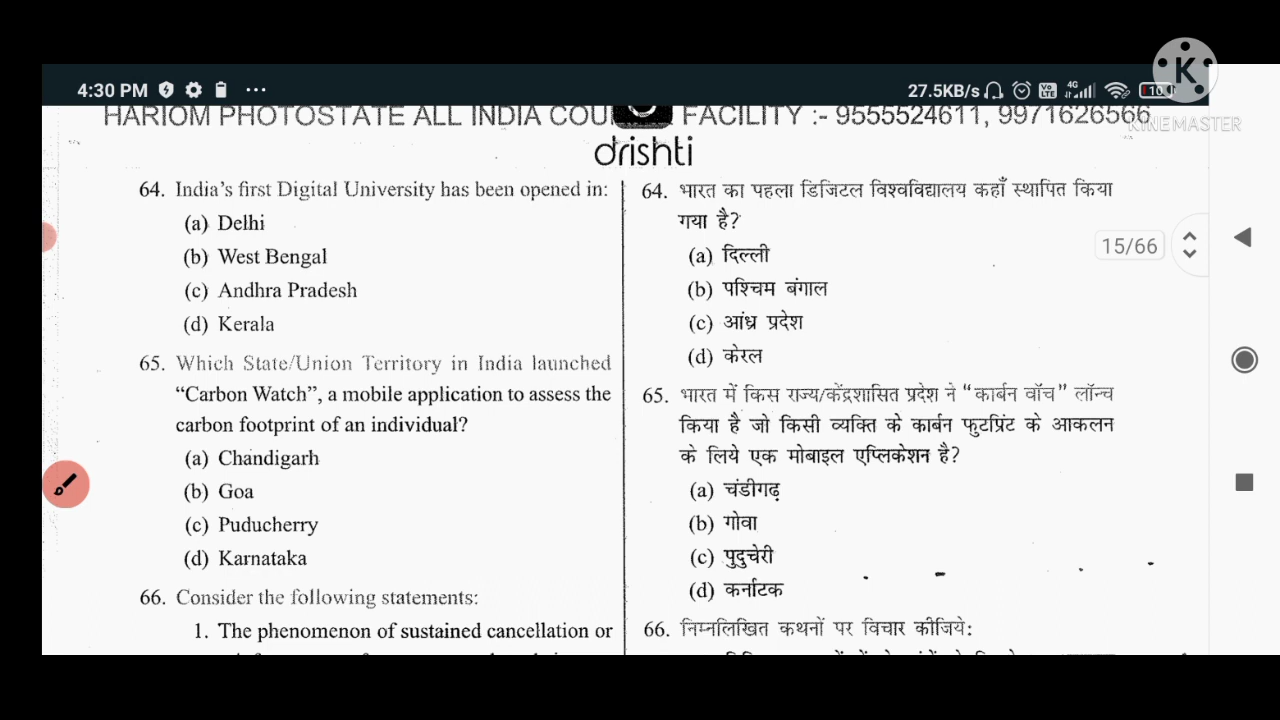 4:30 PM ...
27.5KB/s Vo LTE 4G 10
K
KINEMASTER
HARIOM PHOTOSTATE ALL INDIA FACILITY :- 9555524611, 9971626566
drishti
64. India's first Digital University has been opened in:
(a) Delhi
(b) West Bengal
(c) Andhra Pradesh
(d) Kerala
65. Which State/Union Territory in India launched
“Carbon Watch”, a mobile application to assess the
carbon footprint of an individual?
(a) Chandigarh
(b) Goa
(c) Puducherry
(d) Karnataka
66. Consider the following statements:
1. The phenomenon of sustained cancellation or
64. भारत का पहला डिजिटल विश्वविद्यालय कहाँ स्थापित किया
गया है?
(a) दिल्ली
(b) पश्चिम बंगाल
(c) आंध्र प्रदेश
(d) केरल
65. भारत में किस राज्य/केंद्रशासित प्रदेश ने “कार्बन वॉच” लॉन्च
किया है जो किसी व्यक्ति के कार्बन फुटप्रिंट के आकलन
के लिये एक मोबाइल एप्लिकेशन है?
(a) चंडीगढ़
(b) गोवा
(c) पुदुचेरी
(d) कर्नाटक
66. निम्नलिखित कथनों पर विचार कीजिये:
15/66